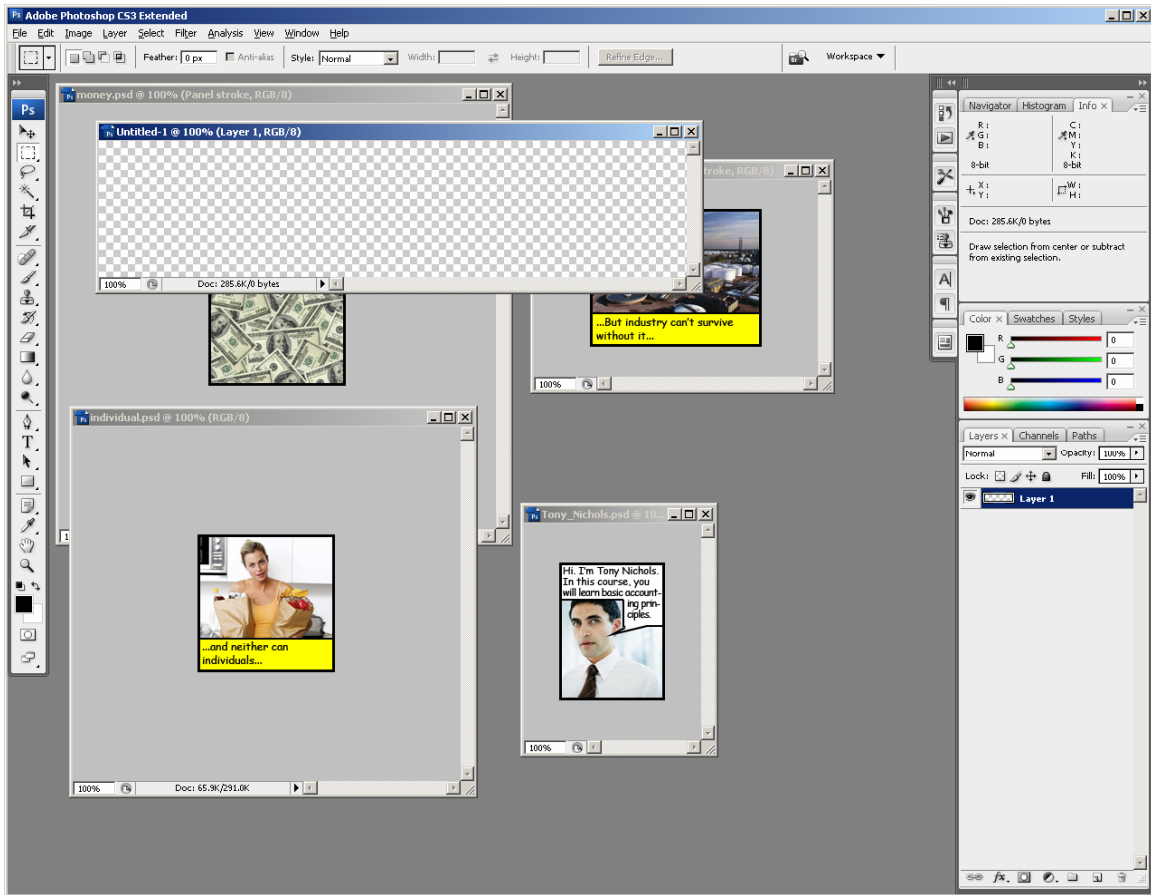 Ps Adobe Photoshop CS3 Extended
File Edit Image Layer Select Filter Analysis View Window Help
Feather: 0 px Anti-alias Style: Normal Width: Height: Refine Edge... Workspace
Ps
money.psd @ 100% (Panel stroke, RGB/8)
Untitled-1 @ 100% (Layer 1, RGB/8)
100% Doc: 285.6K/0 bytes
troke, RGB/8)
...But industry can't survive
without it...
100%
individual.psd @ 100% (RGB/8)
...and neither can
individuals...
100% Doc: 65.9K/291.0K
Tony_Nichols.psd @ 10...
Hi. I'm Tony Nichols.
In this course, you
will learn basic account-
ing prin-
ciples.
100%
Navigator Histogram Info ×
R: C:
G: M:
B: Y:
K:
8-bit 8-bit
X: W:
Y: H:
Doc: 285.6K/0 bytes
Draw selection from center or subtract
from existing selection.
Color × Swatches Styles
R 0
G 0
B 0
Layers × Channels Paths
Normal Opacity: 100%
Lock: Fill: 100%
Layer 1